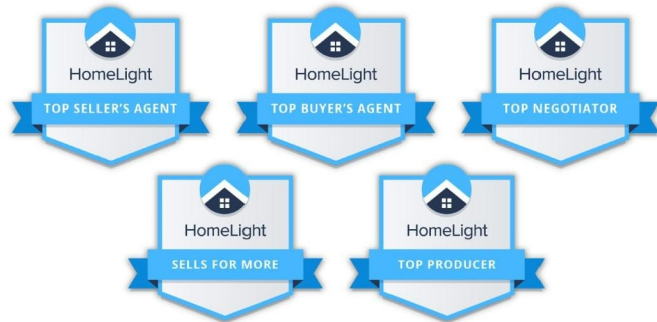 HomeLight
TOP SELLER'S AGENT
HomeLight
TOP BUYER'S AGENT
HomeLight
TOP NEGOTIATOR
HomeLight
SELLS FOR MORE
HomeLight
TOP PRODUCER